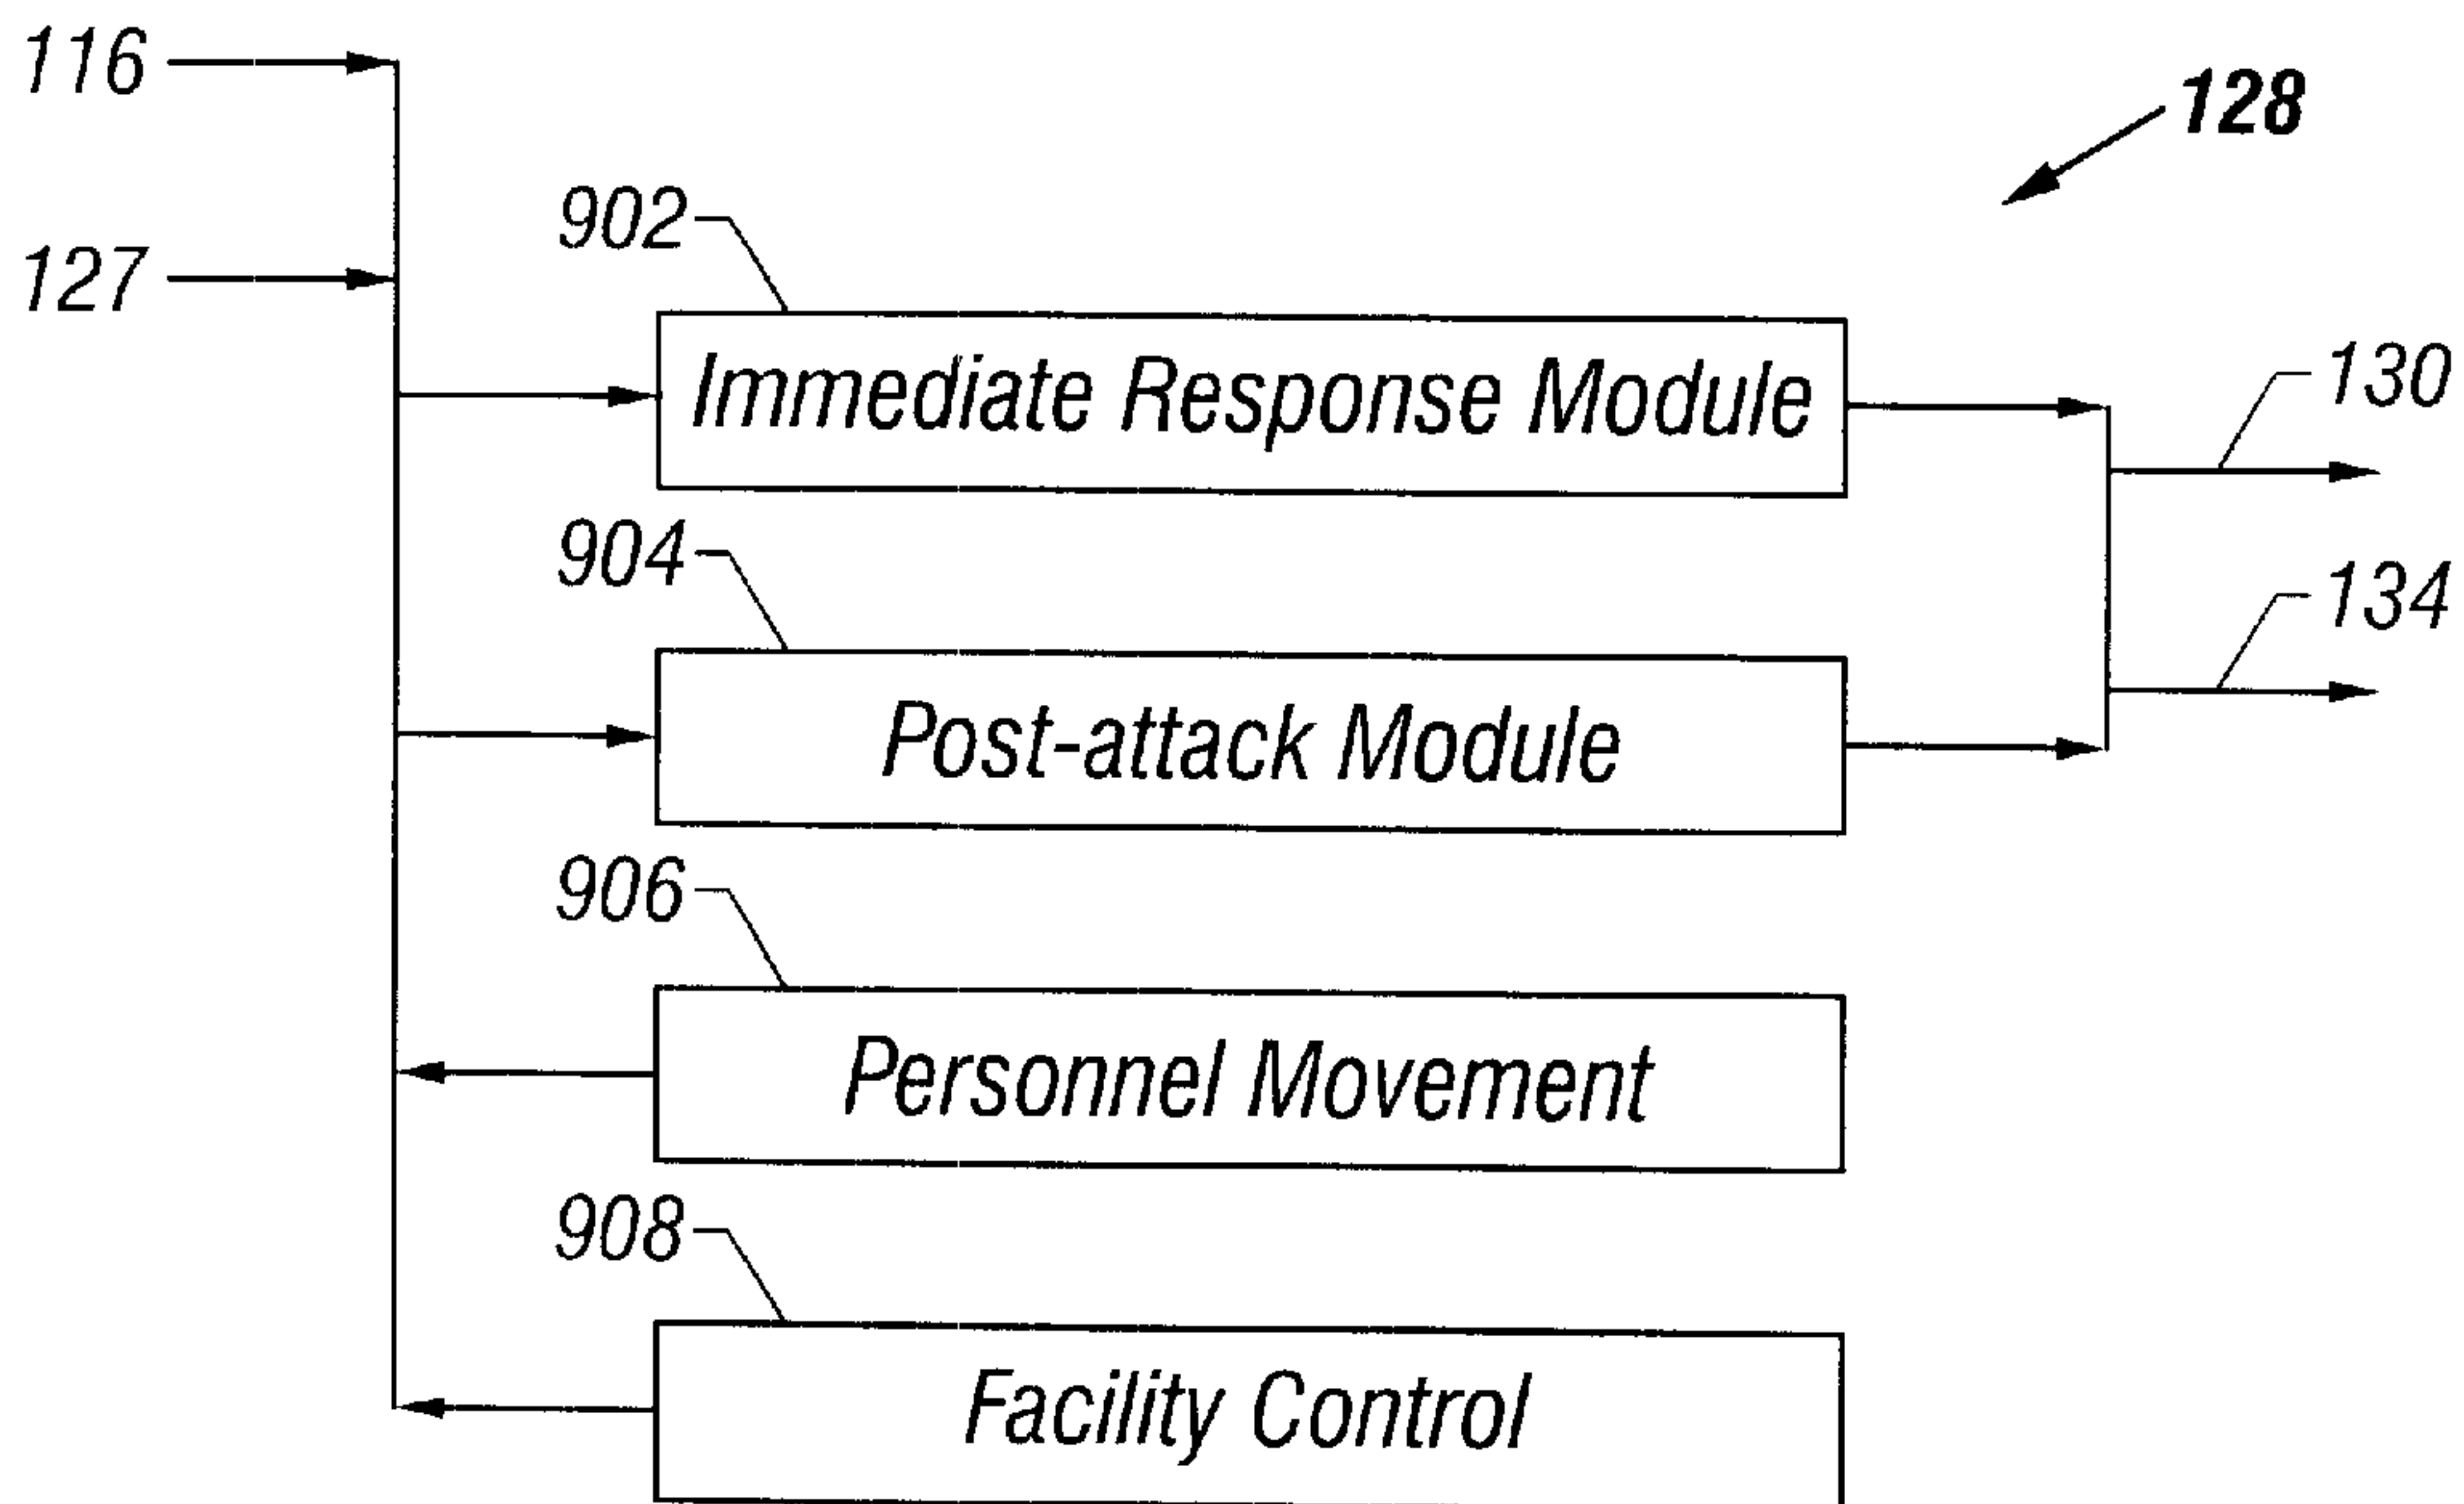 116
128
902
127
Immediate Response Module
130
904
134
Post-attack Module
906
Personnel Movement
908
Facility Control